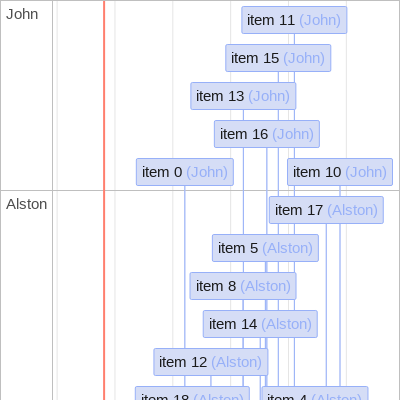 John
item 11 (John)
item 15 (John)
item 13 (John)
item 16 (John)
item 0 (John)
item 10 (John)
Alston
item 17 (Alston)
item 5 (Alston)
item 8 (Alston)
item 14 (Alston)
item 12 (Alston)
item 18 (Alston)
item 4 (Alston)